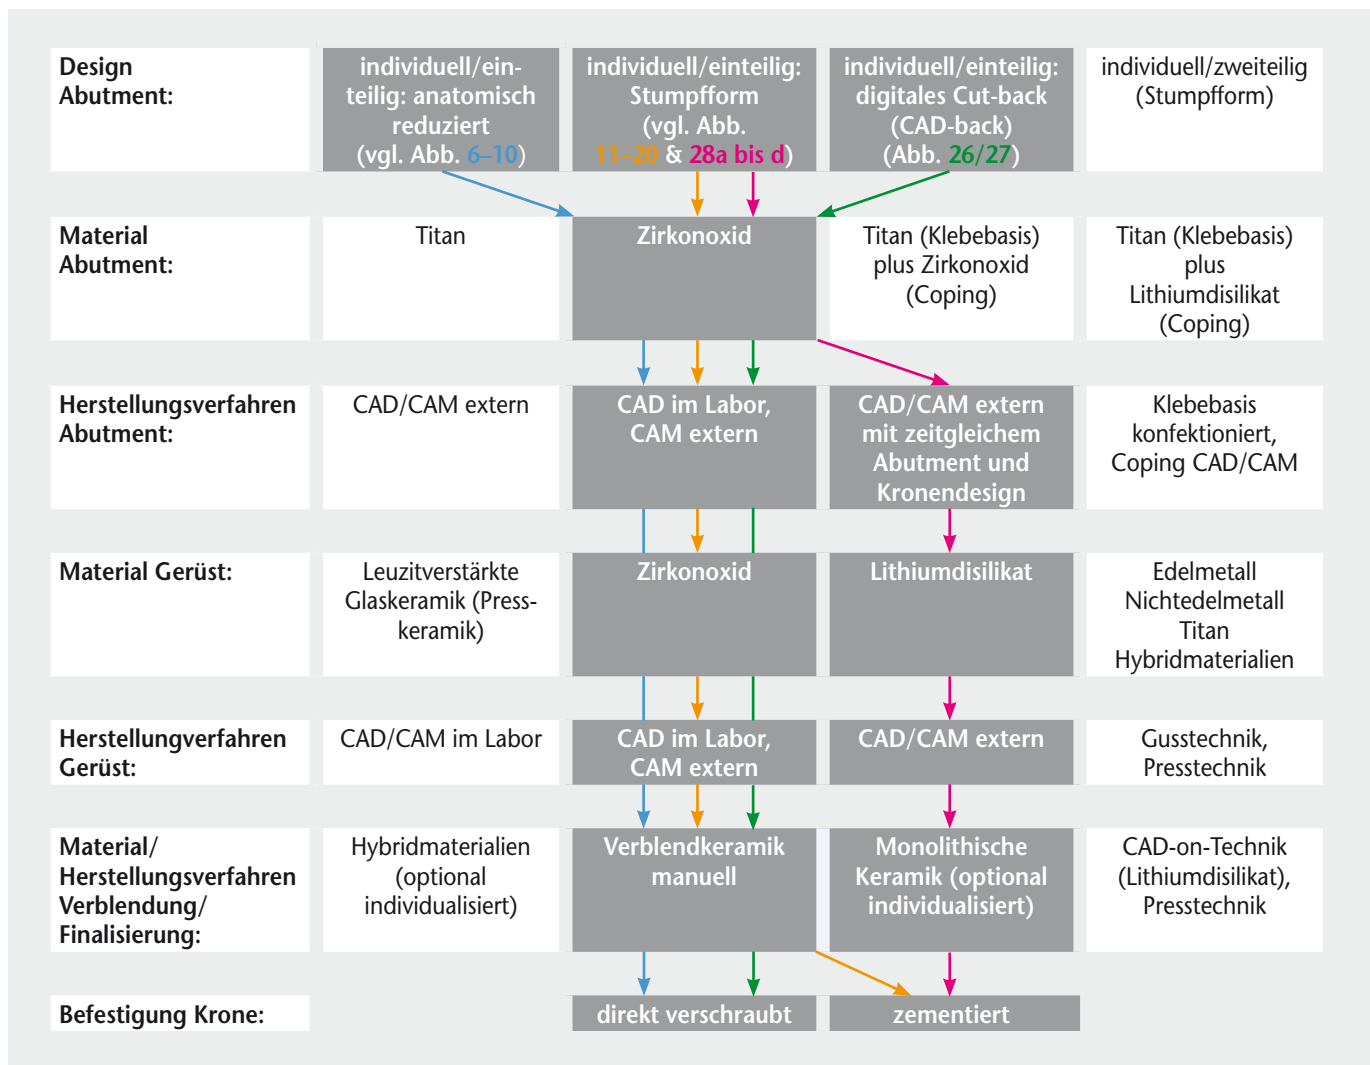 Design
Abutment:
individuell/ein-
teilig: anatomisch
reduziert
(vgl. Abb. 6–10)
individuell/einteilig:
Stumpfform
(vgl. Abb.
11–20 & 28a bis d)
individuell/einteilig:
digitales Cut-back
(CAD-back)
(Abb. 26/27)
individuell/zweiteilig
(Stumpfform)
Material
Abutment:
Titan
Zirkonoxid
Titan (Klebebasis)
plus Zirkonoxid
(Coping)
Titan (Klebebasis)
plus
Lithiumdisilikat
(Coping)
Herstellungsverfahren
Abutment:
CAD/CAM extern
CAD im Labor,
CAM extern
CAD/CAM extern
mit zeitgleichem
Abutment und
Kronendesign
Klebebasis
konfektioniert,
Coping CAD/CAM
Material Gerüst:
Leuzitverstärkte
Glaskeramik (Press-
keramik)
Zirkonoxid
Lithiumdisilikat
Edelmetall
Nichtedelmetall
Titan
Hybridmaterialien
Herstellungverfahren
Gerüst:
CAD/CAM im Labor
CAD im Labor,
CAM extern
CAD/CAM extern
Gusstechnik,
Presstechnik
Material/
Herstellungsverfahren
Verblendung/
Finalisierung:
Hybridmaterialien
(optional
individualisiert)
Verblendkeramik
manuell
Monolithische
Keramik (optional
individualisiert)
CAD-on-Technik
(Lithiumdisilikat),
Presstechnik
Befestigung Krone:
direkt verschraubt
zementiert